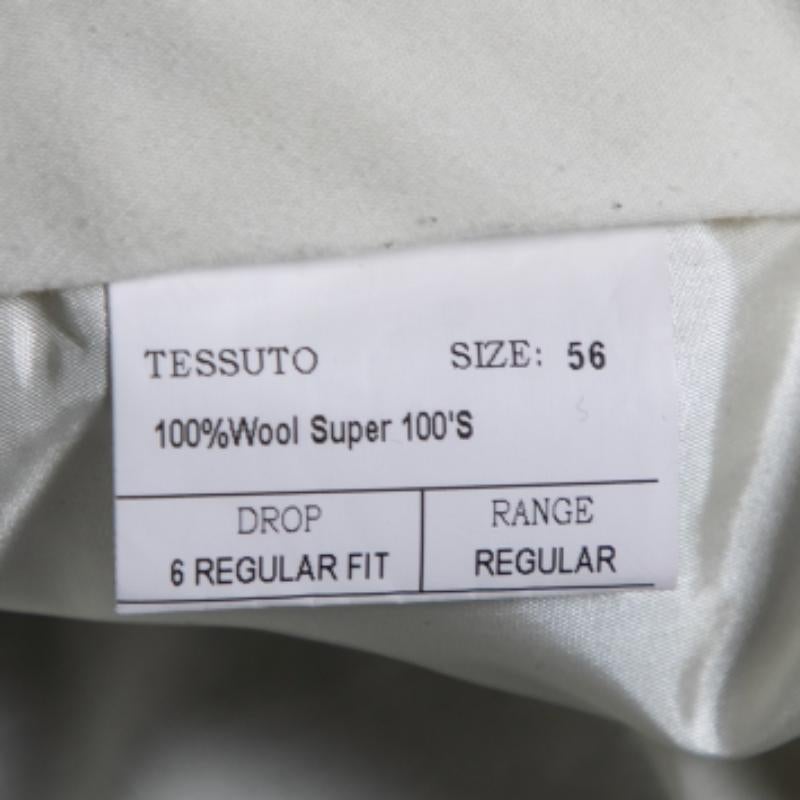 TESSUTO SIZE: 56
100%Wool Super 100'S
DROP RANGE
6 REGULAR FIT REGULAR